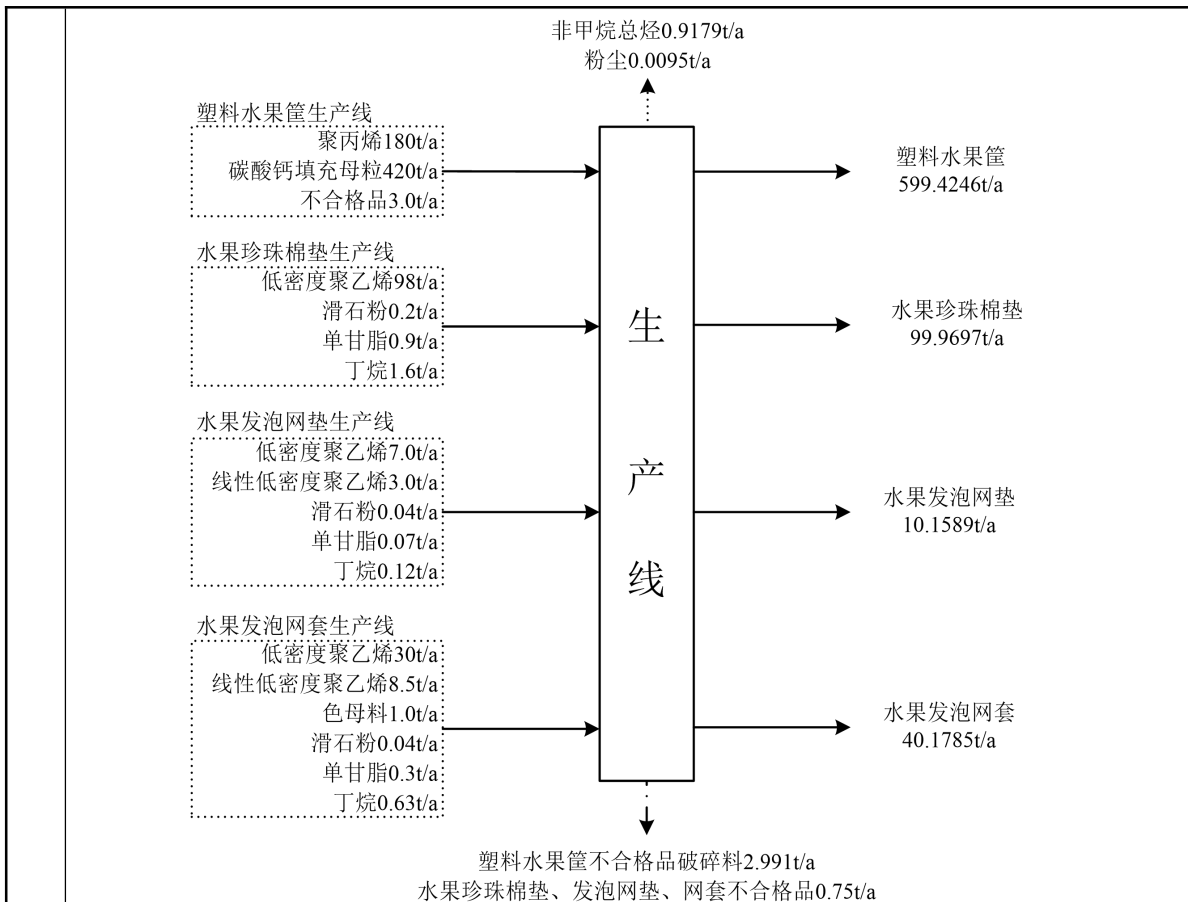 非甲烷总烃0.9179t/a
粉尘0.0095t/a
塑料水果筐生产线
聚丙烯180t/a
碳酸钙填充母粒420t/a
不合格品3.0t/a
水果珍珠棉垫生产线
低密度聚乙烯98t/a
滑石粉0.2t/a
单甘脂0.9t/a
丁烷1.6t/a
水果发泡网垫生产线
低密度聚乙烯7.0t/a
线性低密度聚乙烯3.0t/a
滑石粉0.04t/a
单甘脂0.07t/a
丁烷0.12t/a
水果发泡网套生产线
低密度聚乙烯30t/a
线性低密度聚乙烯8.5t/a
色母料1.0t/a
滑石粉0.04t/a
单甘脂0.3t/a
丁烷0.63t/a
生
产
线
塑料水果筐
599.4246t/a
水果珍珠棉垫
99.9697t/a
水果发泡网垫
10.1589t/a
水果发泡网套
40.1785t/a
塑料水果筐不合格品破碎料2.991t/a
水果珍珠棉垫、发泡网垫、网套不合格品0.75t/a